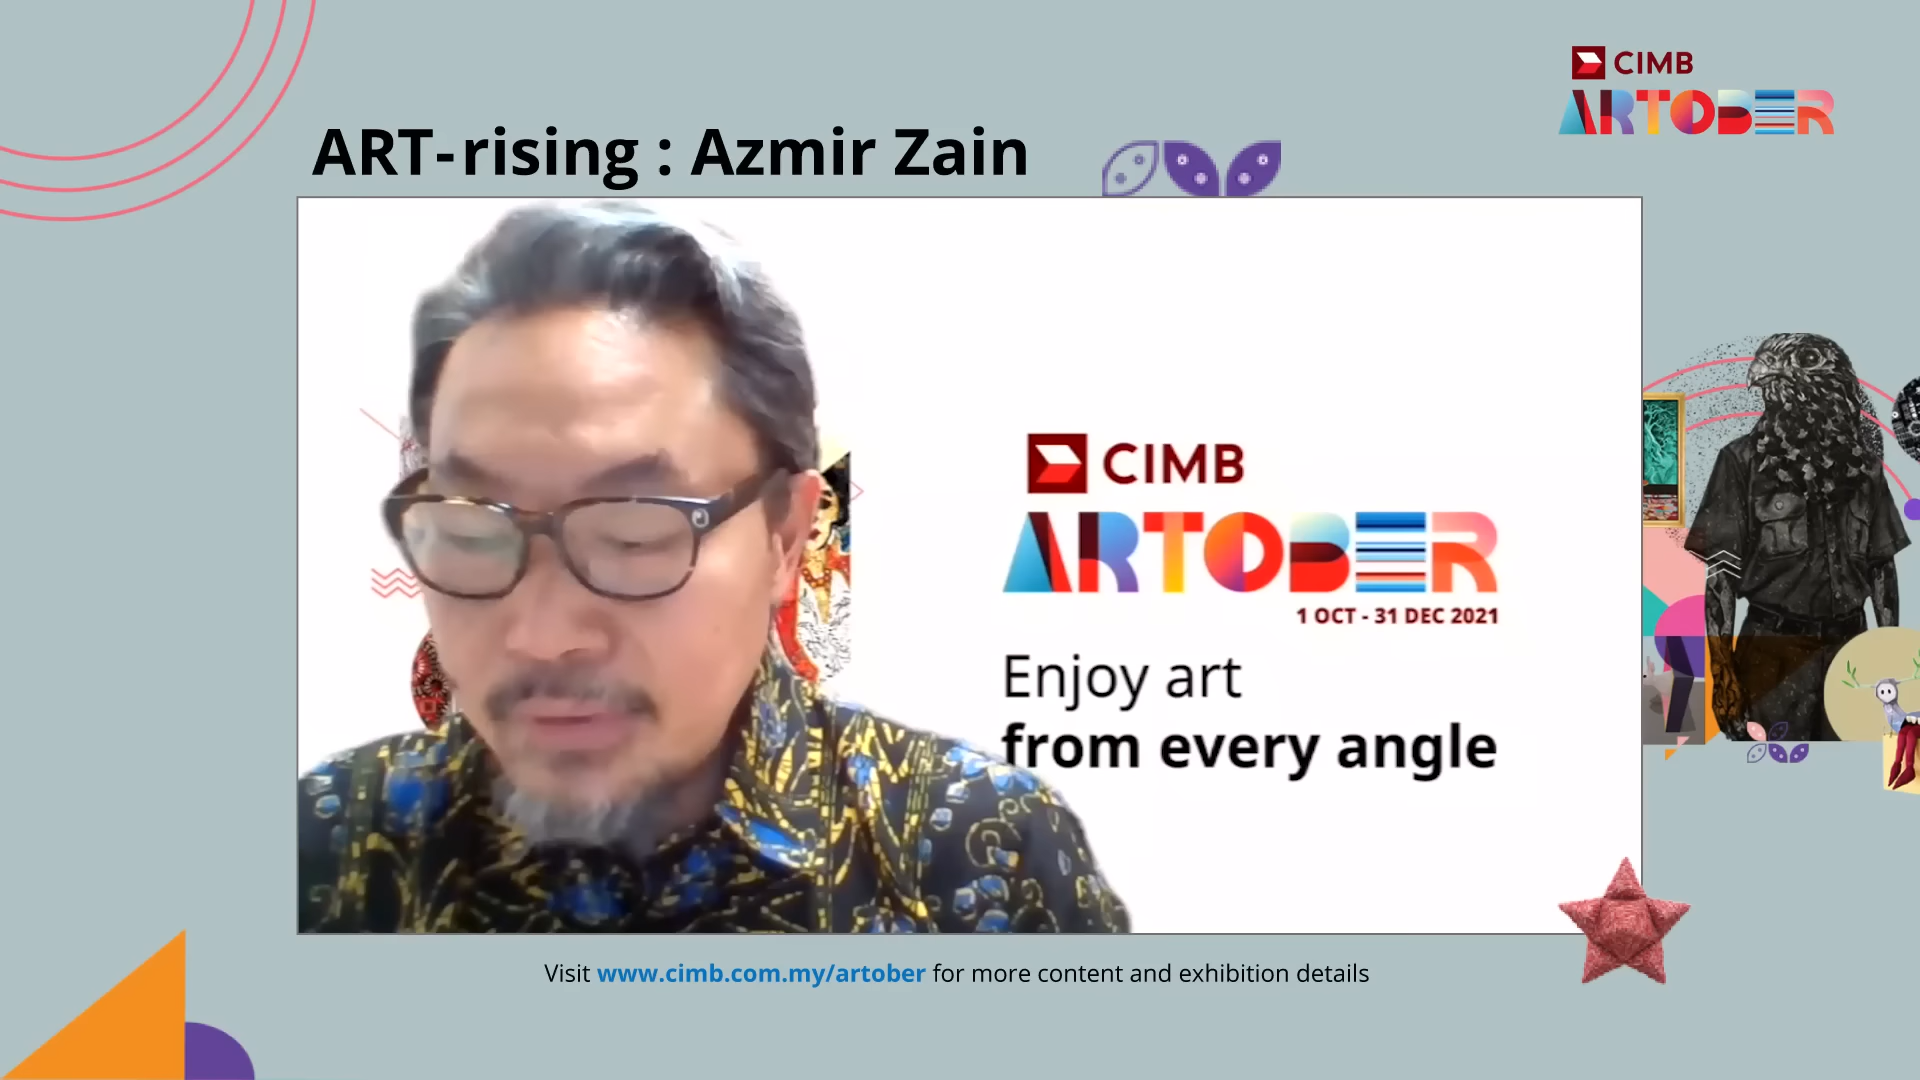 CIMB
ARTOBER
ART-rising : Azmir Zain
CIMB
ARTOBER
1 OCT - 31 DEC 2021
Enjoy art
from every angle
Visit www.cimb.com.my/artober for more content and exhibition details